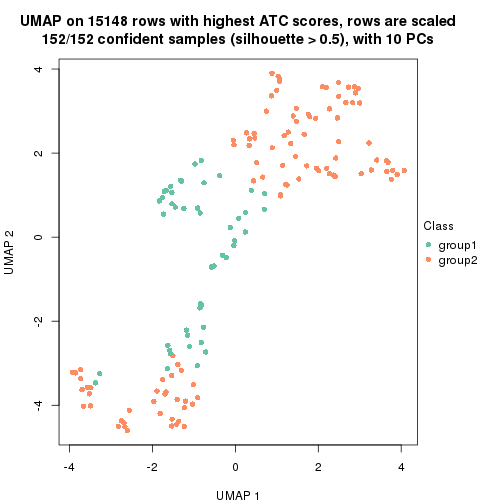 UMAP on 15148 rows with highest ATC scores, rows are scaled
152/152 confident samples (silhouette > 0.5), with 10 PCs
4
2
0
-2
-4
UMAP 2
-4
-2
0
2
4
UMAP 1
Class
group1
group2